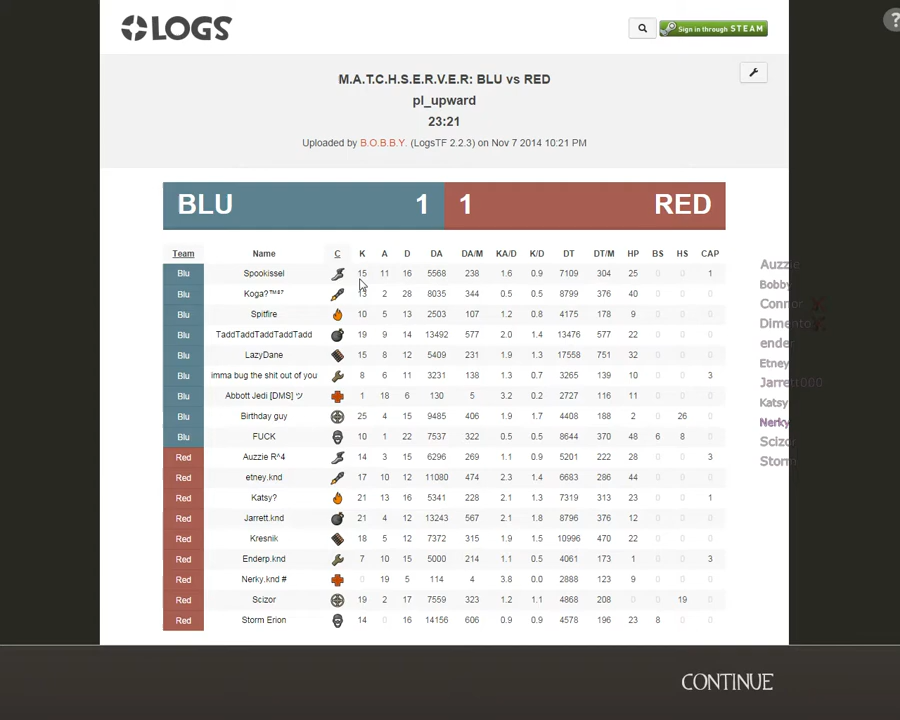 LOGS
Sign in through STEAM
M.A.T.C.H.S.E.R.V.E.R: BLU vs RED
pl_upward
23:21
Uploaded by B.O.B.B.Y. (LogsTF 2.2.3) on Nov 7 2014 10:21 PM
BLU 1 1 RED
Team Name C K A D DA DA/M KA/D K/D DT DT/M HP BS HS CAP
Blu Spookissel 15 11 16 5568 238 1.6 0.9 7109 304 25 0 0 1
Blu Koga?™⁴⁷ 13 2 28 8035 344 0.5 0.5 8799 376 40 0 0 0
Blu Spitfire 10 5 13 2503 107 1.2 0.8 4175 178 9 0 0 0
Blu TaddTaddTaddTaddTadd 19 9 14 13492 577 2.0 1.4 13476 577 22 0 0 0
Blu LazyDane 15 8 12 5409 231 1.9 1.3 17558 751 32 0 0 0
Blu imma bug the shit out of you 8 6 11 3231 138 1.3 0.7 3265 139 10 0 0 3
Blu Abbott Jedi [DMS] ツ 1 18 6 130 5 3.2 0.2 2727 116 11 0 0 0
Blu Birthday guy 25 4 15 9485 406 1.9 1.7 4408 188 2 0 26 0
Blu FUCK 10 1 22 7537 322 0.5 0.5 8644 370 48 6 8 0
Red Auzzie R^4 14 3 15 6296 269 1.1 0.9 5201 222 28 0 0 3
Red etney.knd 17 10 12 11080 474 2.3 1.4 6683 286 44 0 0 0
Red Katsy? 21 13 16 5341 228 2.1 1.3 7319 313 23 0 0 1
Red Jarrett.knd 21 4 12 13243 567 2.1 1.8 8796 376 12 0 0 0
Red Kresnik 18 5 12 7372 315 1.9 1.5 10996 470 22 0 0 0
Red Enderp.knd 7 10 15 5000 214 1.1 0.5 4061 173 1 0 0 3
Red Nerky.knd # 0 19 5 114 4 3.8 0.0 2888 123 9 0 0 0
Red Scizor 19 2 17 7559 323 1.2 1.1 4868 208 0 0 19 0
Red Storm Erion 14 0 16 14156 606 0.9 0.9 4578 196 23 8 0 0
Auzzie
Bobby
Connor
Dimento
ender
Etney
Jarrett000
Katsy
Nerky
Scizor
Storm
CONTINUE
?